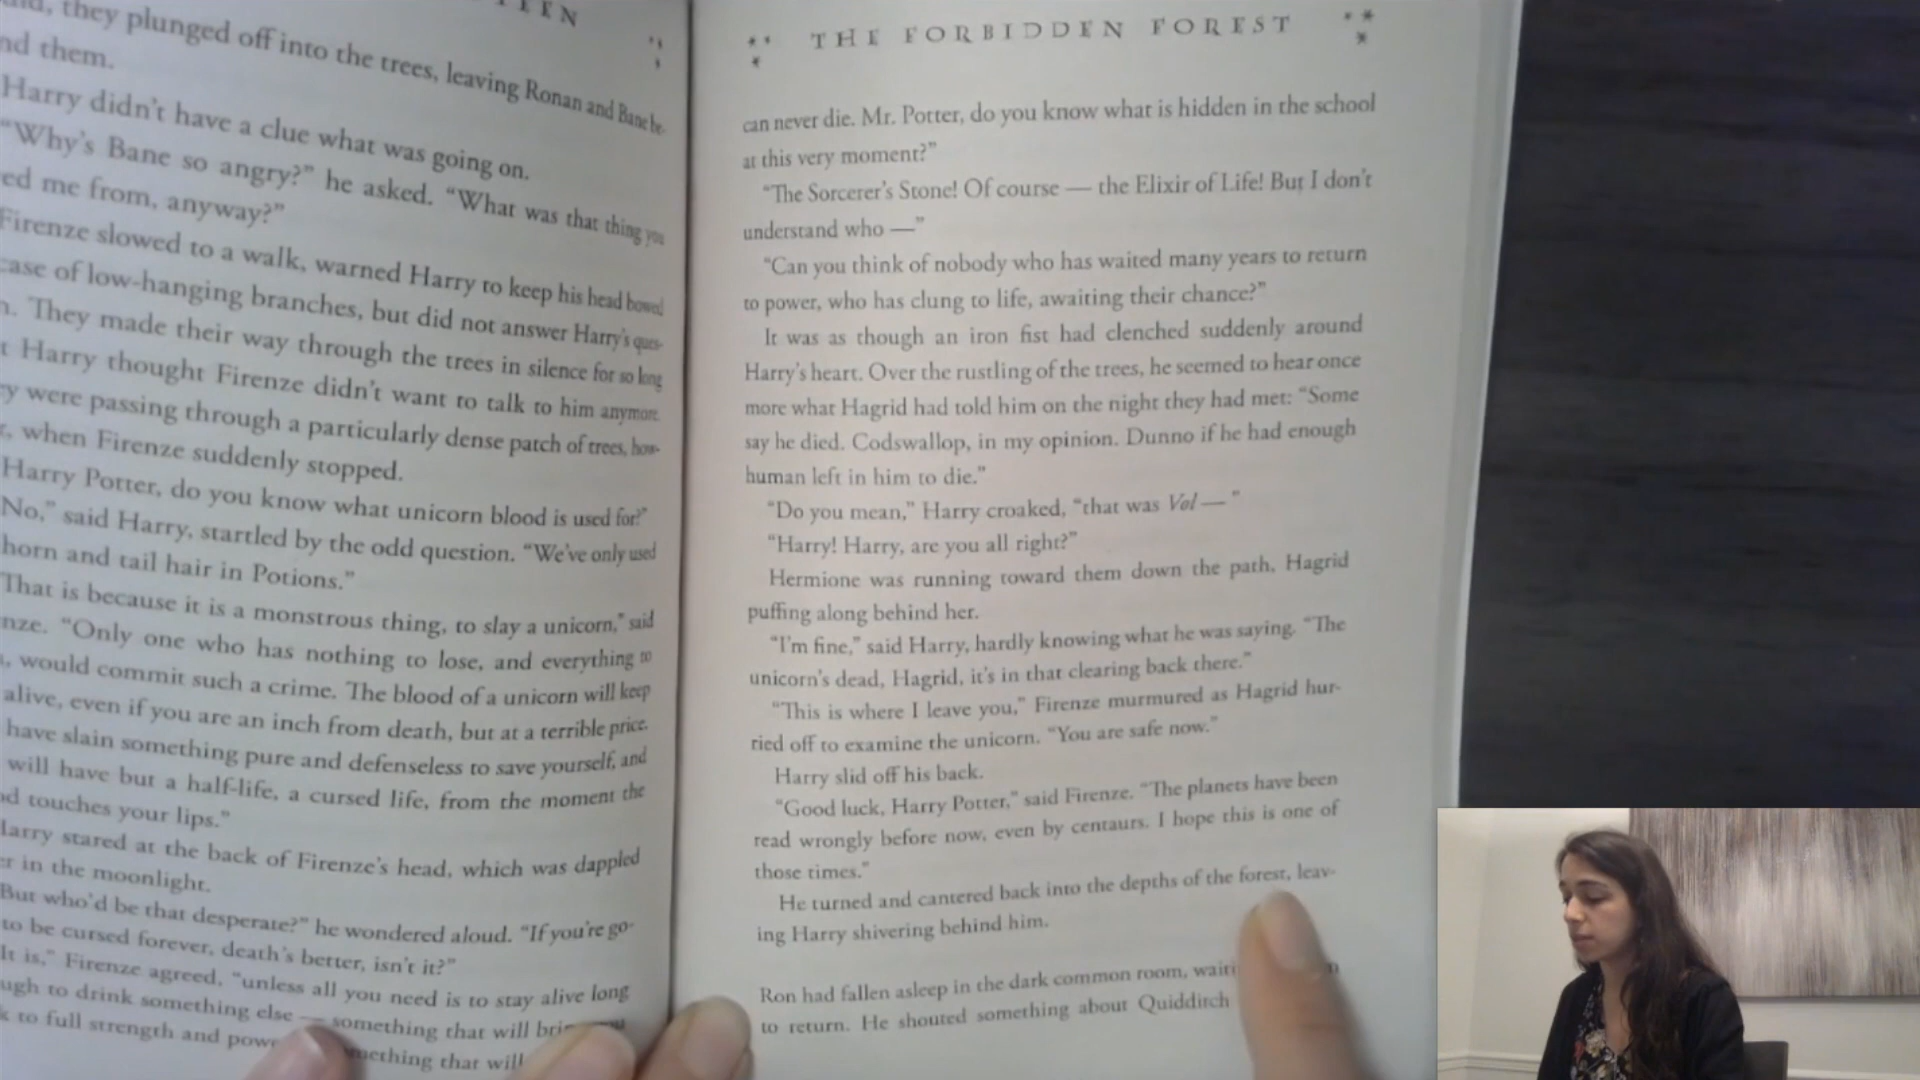 they plunged off into the trees, leaving Ronan and Bane be-
them.
Harry didn't have a clue what was going on.
"Why's Bane so angry?" he asked. "What was that thing you
me from, anyway?"
Firenze slowed to a walk, warned Harry to keep his head bowed
case of low-hanging branches, but did not answer Harry's ques-
They made their way through the trees in silence for so long
Harry thought Firenze didn't want to talk to him anymore.
were passing through a particularly dense patch of trees, how-
when Firenze suddenly stopped.
Harry Potter, do you know what unicorn blood is used for?"
No," said Harry, startled by the odd question. "We've only used
horn and tail hair in Potions."
That is because it is a monstrous thing, to slay a unicorn," said
"Only one who has nothing to lose, and everything to
would commit such a crime. The blood of a unicorn will keep
alive, even if you are an inch from death, but at a terrible price.
have slain something pure and defenseless to save yourself, and
will have but a half-life, a cursed life, from the moment the
touches your lips."
Harry stared at the back of Firenze's head, which was dappled
in the moonlight.
But who'd be that desperate?" he wondered aloud. "If you're go-
to be cursed forever, death's better, isn't it?"
It is," Firenze agreed, "unless all you need is to stay alive long
to drink something else — something that will
to full strength and something that will
THE FORBIDDEN FOREST
can never die. Mr. Potter, do you know what is hidden in the school
at this very moment?"
"The Sorcerer's Stone! Of course — the Elixir of Life! But I don't
understand who —"
"Can you think of nobody who has waited many years to return
to power, who has clung to life, awaiting their chance?"
It was as though an iron fist had clenched suddenly around
Harry's heart. Over the rustling of the trees, he seemed to hear once
more what Hagrid had told him on the night they had met: "Some
say he died. Codswallop, in my opinion. Dunno if he had enough
human left in him to die."
"Do you mean," Harry croaked, "that was Vol — "
"Harry! Harry, are you all right?"
Hermione was running toward them down the path, Hagrid
puffing along behind her.
"I'm fine," said Harry, hardly knowing what he was saying. "The
unicorn's dead, Hagrid, it's in that clearing back there."
"This is where I leave you," Firenze murmured as Hagrid hur-
ried off to examine the unicorn. "You are safe now."
Harry slid off his back.
"Good luck, Harry Potter," said Firenze. "The planets have been
read wrongly before now, even by centaurs. I hope this is one of
those times."
He turned and cantered back into the depths of the forest, leav-
ing Harry shivering behind him.
Ron had fallen asleep in the dark common room,
to return. He shouted something about Quidditch